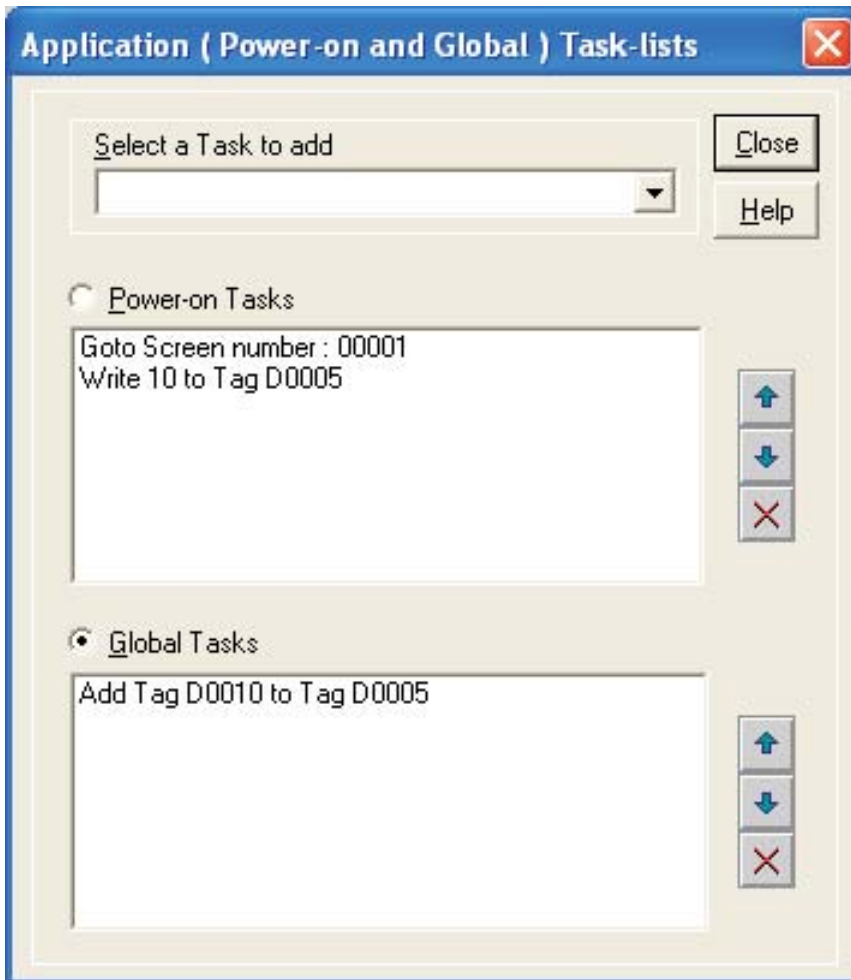 Application ( Power-on and Global ) Task-lists
Select a Task to add
Close
Help
Power-on Tasks
Goto Screen number : 00001
Write 10 to Tag D0005
Global Tasks
Add Tag D0010 to Tag D0005